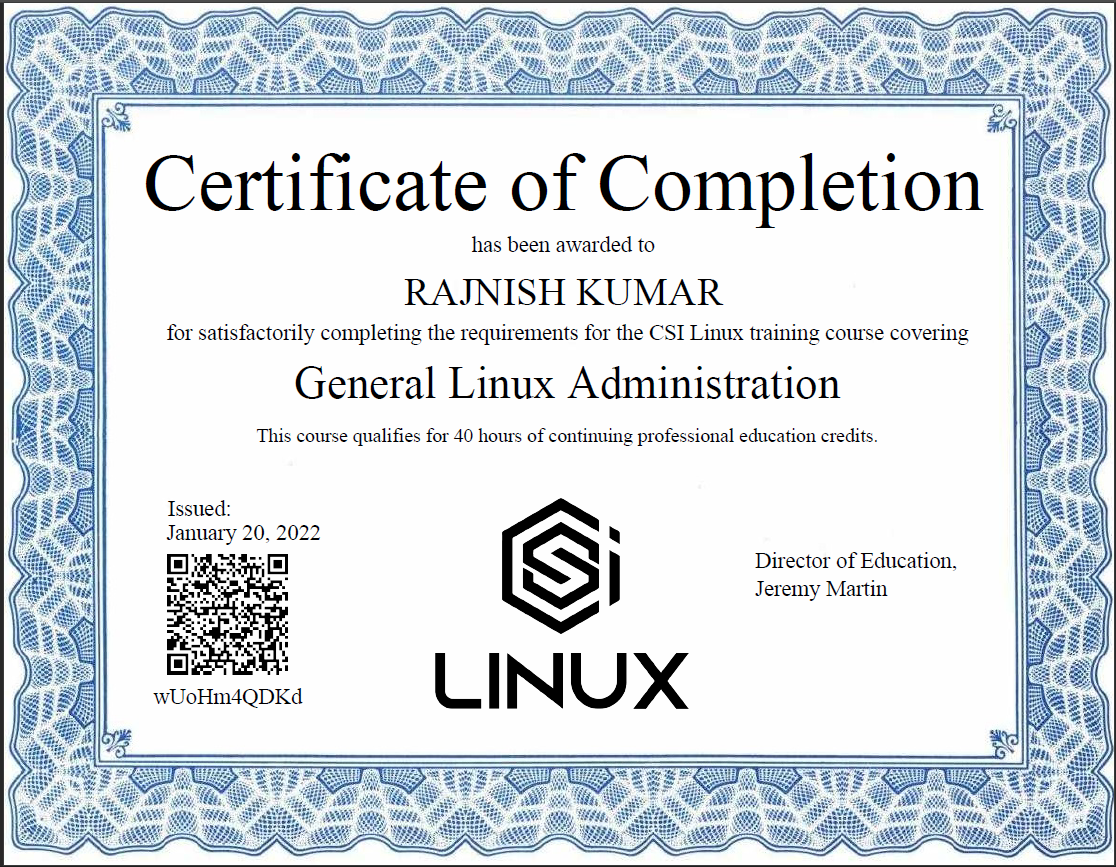 Certificate of Completion
has been awarded to
RAJNISH KUMAR
for satisfactorily completing the requirements for the CSI Linux training course covering
General Linux Administration
This course qualifies for 40 hours of continuing professional education credits.
Issued:
January 20, 2022
wUoHm4QDKd
CSi
LINUX
Director of Education,
Jeremy Martin